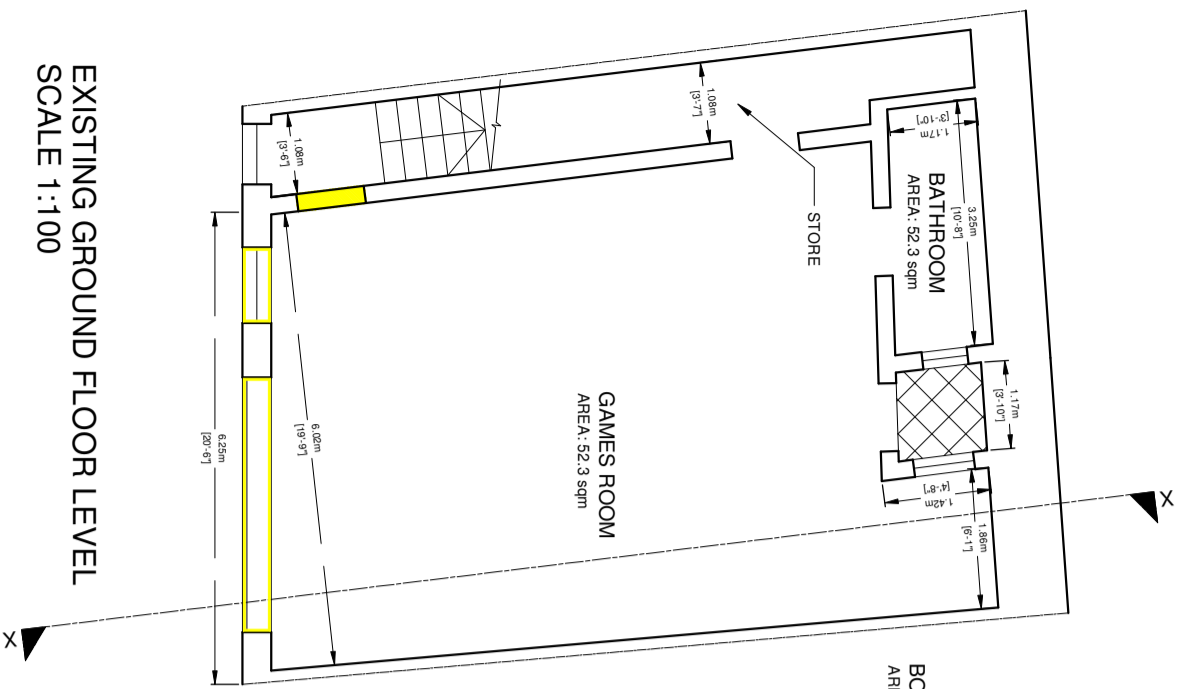 EXISTING GROUND FLOOR LEVEL
SCALE 1:100
X
1.17m
[3'-10"]
3.25m
[10'-8"]
BATHROOM
AREA: 52.3 sqm
1.17m
[3'-10"]
1.42m
[4'-8"]
1.86m
[6'-1"]
1.08m
[3'-7"]
STORE
1.08m
[3'-6"]
GAMES ROOM
AREA: 52.3 sqm
6.02m
[19'-9"]
6.25m
[20'-6"]
X